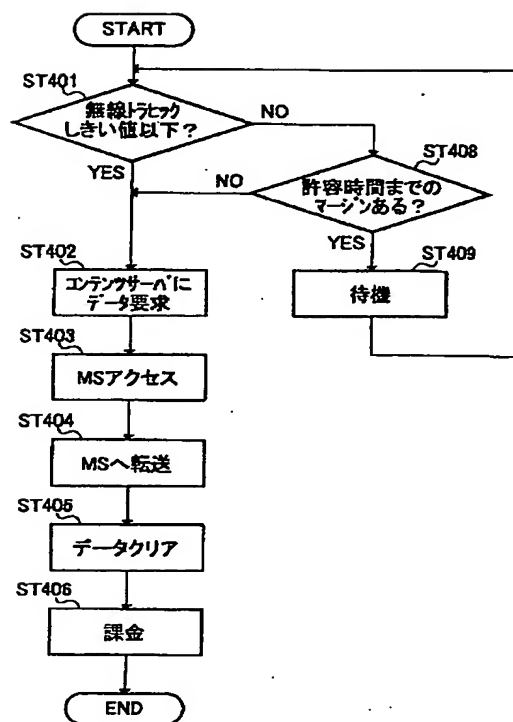 START
ST401
無線トラヒック
しきい値以下？
NO
YES
ST408
許容時間までの
マージンある？
NO
YES
ST409
待機
ST402
コンテンツサーバに
データ要求
ST403
MSアクセス
ST404
MSへ転送
ST405
データクリア
ST406
課金
END